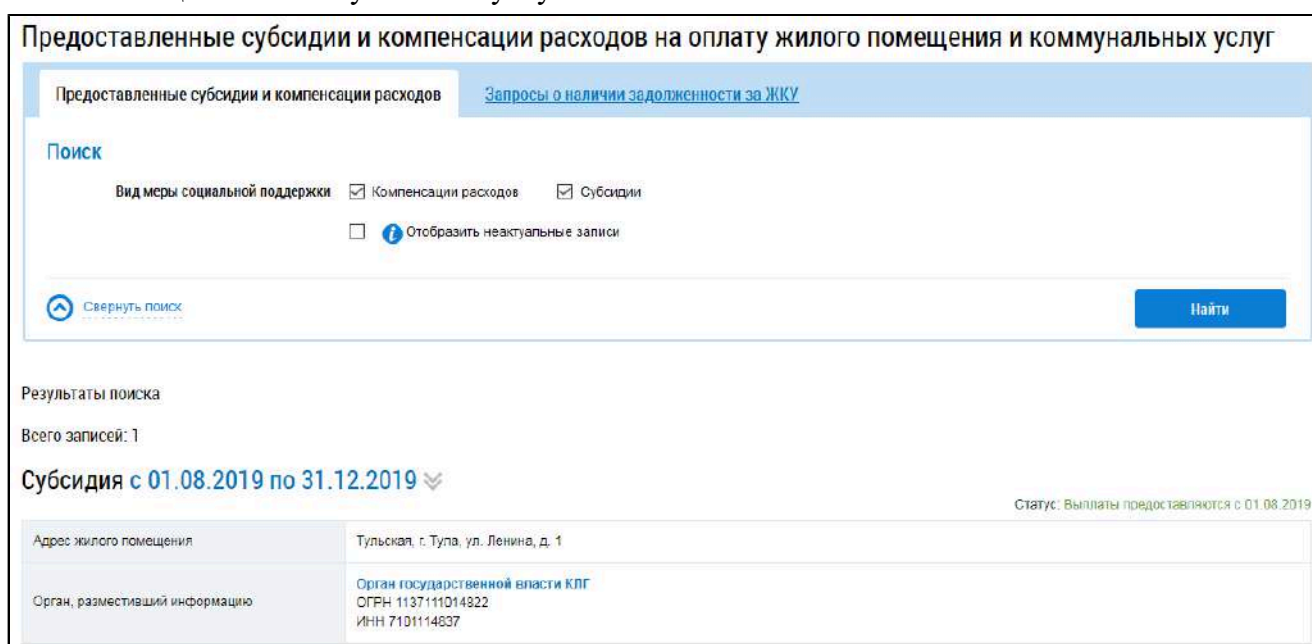 Предоставленные субсидии и компенсации расходов на оплату жилого помещения и коммунальных услуг
Предоставленные субсидии и компенсации расходов Запросы о наличии задолженности за ЖКУ
Поиск
Вид меры социальной поддержки Компенсации расходов Субсидии
Отобразить неактуальные записи
Свернуть поиск Найти
Результаты поиска
Всего записей: 1
Субсидия с 01.08.2019 по 31.12.2019
Статус: Выплаты предоставляются с 01.08.2019
Адрес жилого помещения Тульская, г. Тула, ул. Ленина, д. 1
Орган, разместивший информацию Орган государственной власти КЛГ
ОГРН 1137111014822
ИНН 7101114837